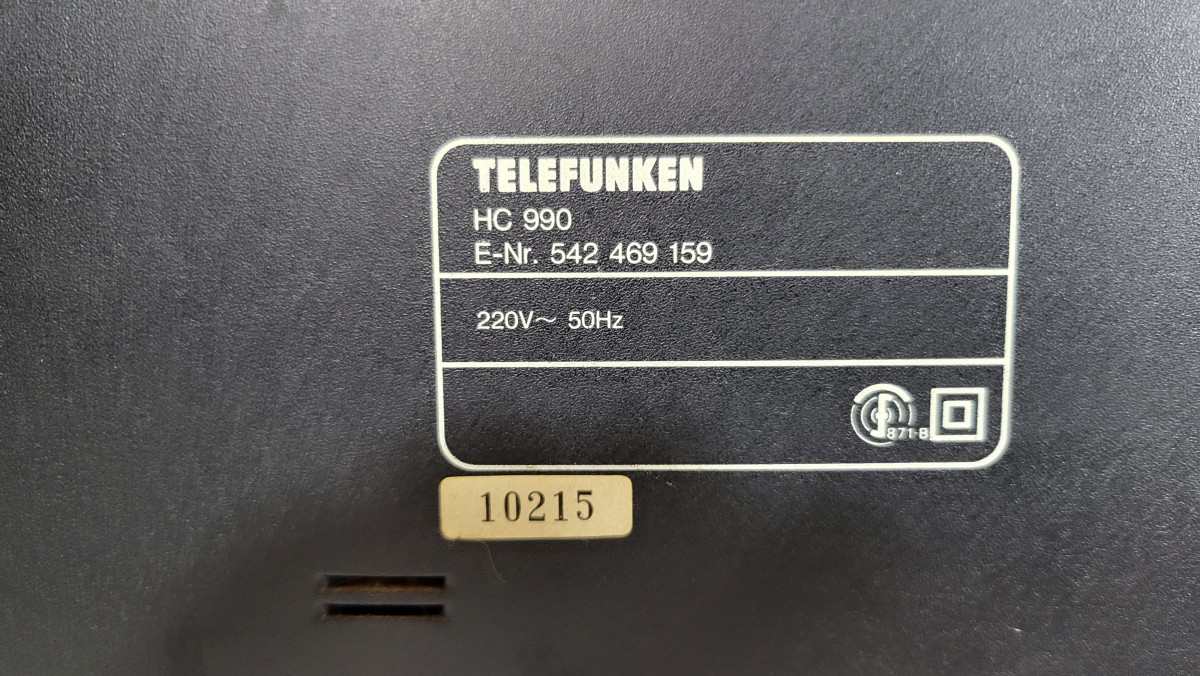 TELEFUNKEN
HC 990
E-Nr. 542 469 159
220V~ 50Hz
871-B
10215